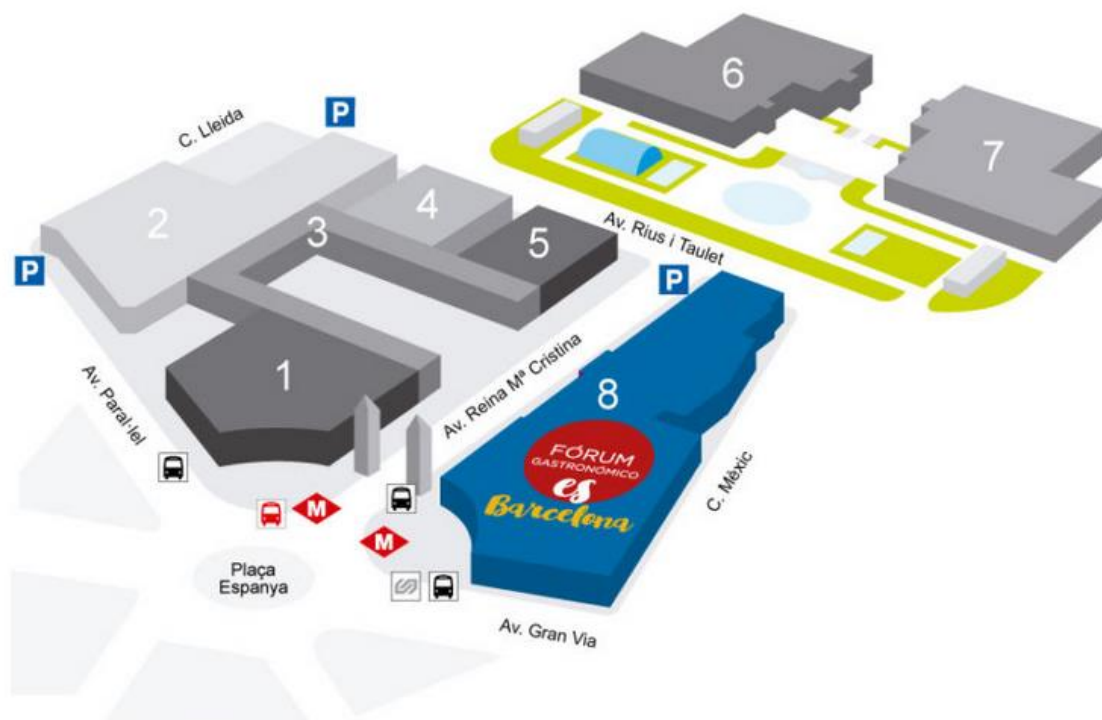 6
C. Lleida
P
7
2
4
3
5
Av. Rius i Taulet
P
P
1
Av. Paral·lel
Av. Reina Mª Cristina
8
FÓRUM
GASTRONÓMICO
es
Barcelona
C. Mèxic
M
M
Plaça
Espanya
Av. Gran Via